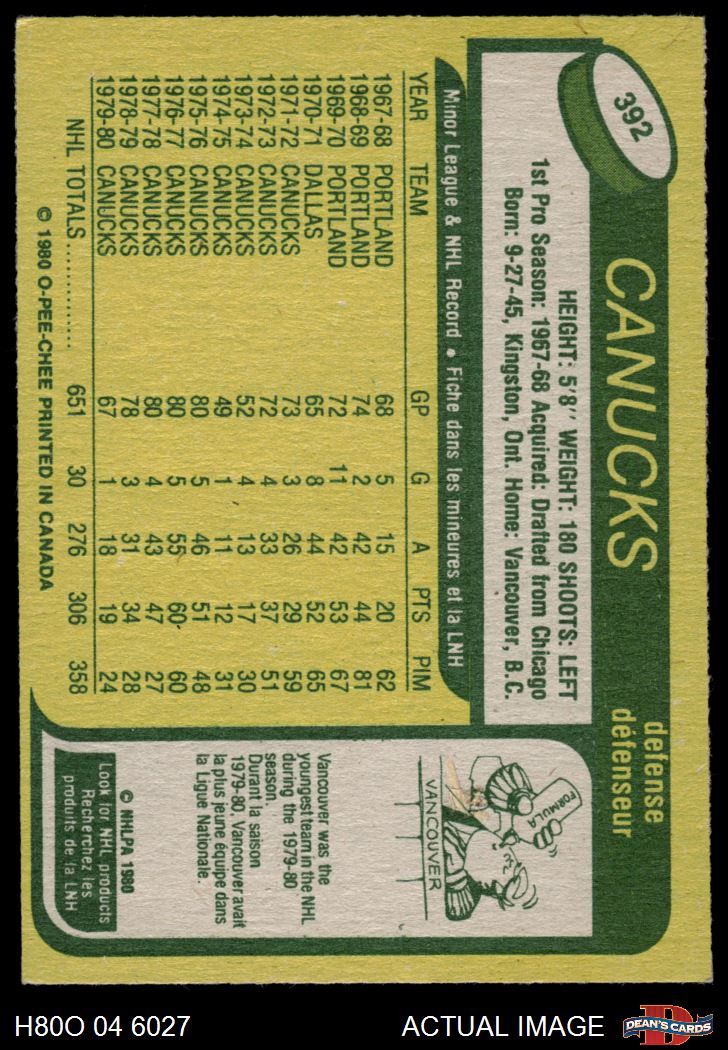 392
CANUCKS
defense
défenseur
HEIGHT: 5'8" WEIGHT: 180 SHOOTS: LEFT
1st Pro Season: 1967-68 Acquired: Drafted from Chicago
Born: 9-27-45, Kingston, Ont. Home: Vancouver, B.C.
Minor League & NHL Record • Fiche dans les mineures et la LNH
YEAR TEAM GP G A PTS PIM
1967-68 PORTLAND 68 5 15 20 62
1968-69 PORTLAND 74 2 42 44 81
1969-70 PORTLAND 72 11 42 53 67
1970-71 DALLAS 65 8 44 52 65
1971-72 CANUCKS 73 3 26 29 59
1972-73 CANUCKS 72 4 33 37 51
1973-74 CANUCKS 52 4 13 17 30
1974-75 CANUCKS 49 1 11 12 31
1975-76 CANUCKS 80 5 46 51 48
1976-77 CANUCKS 80 5 55 60 60
1977-78 CANUCKS 80 4 43 47 27
1978-79 CANUCKS 78 3 31 34 28
1979-80 CANUCKS 67 1 18 19 24
NHL TOTALS ............. 651 30 276 306 358
© 1980 O-PEE-CHEE PRINTED IN CANADA
FORMULA
VANCOUVER
Vancouver was the
youngest team in the NHL
during the 1979-80
season.
Durant la saison
1979-80, Vancouver avait
la plus jeune équipe dans
la Ligue Nationale.
© NHLPA 1980
Look for NHL products
Recherchez les
produits de la LNH
H80O 04 6027
ACTUAL IMAGE
D
DEAN'S CARDS